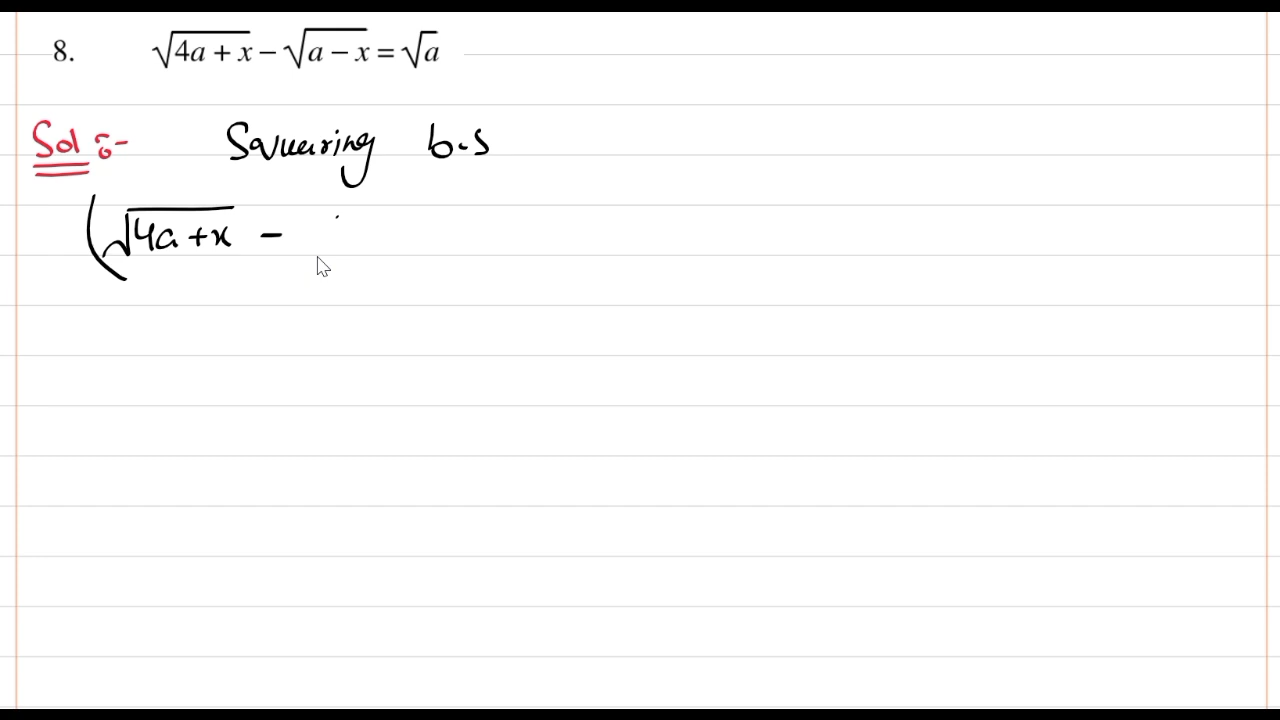 8. √4a + x − √a − x = √a
Sol :-  Squaring b.s
(√4a + x −